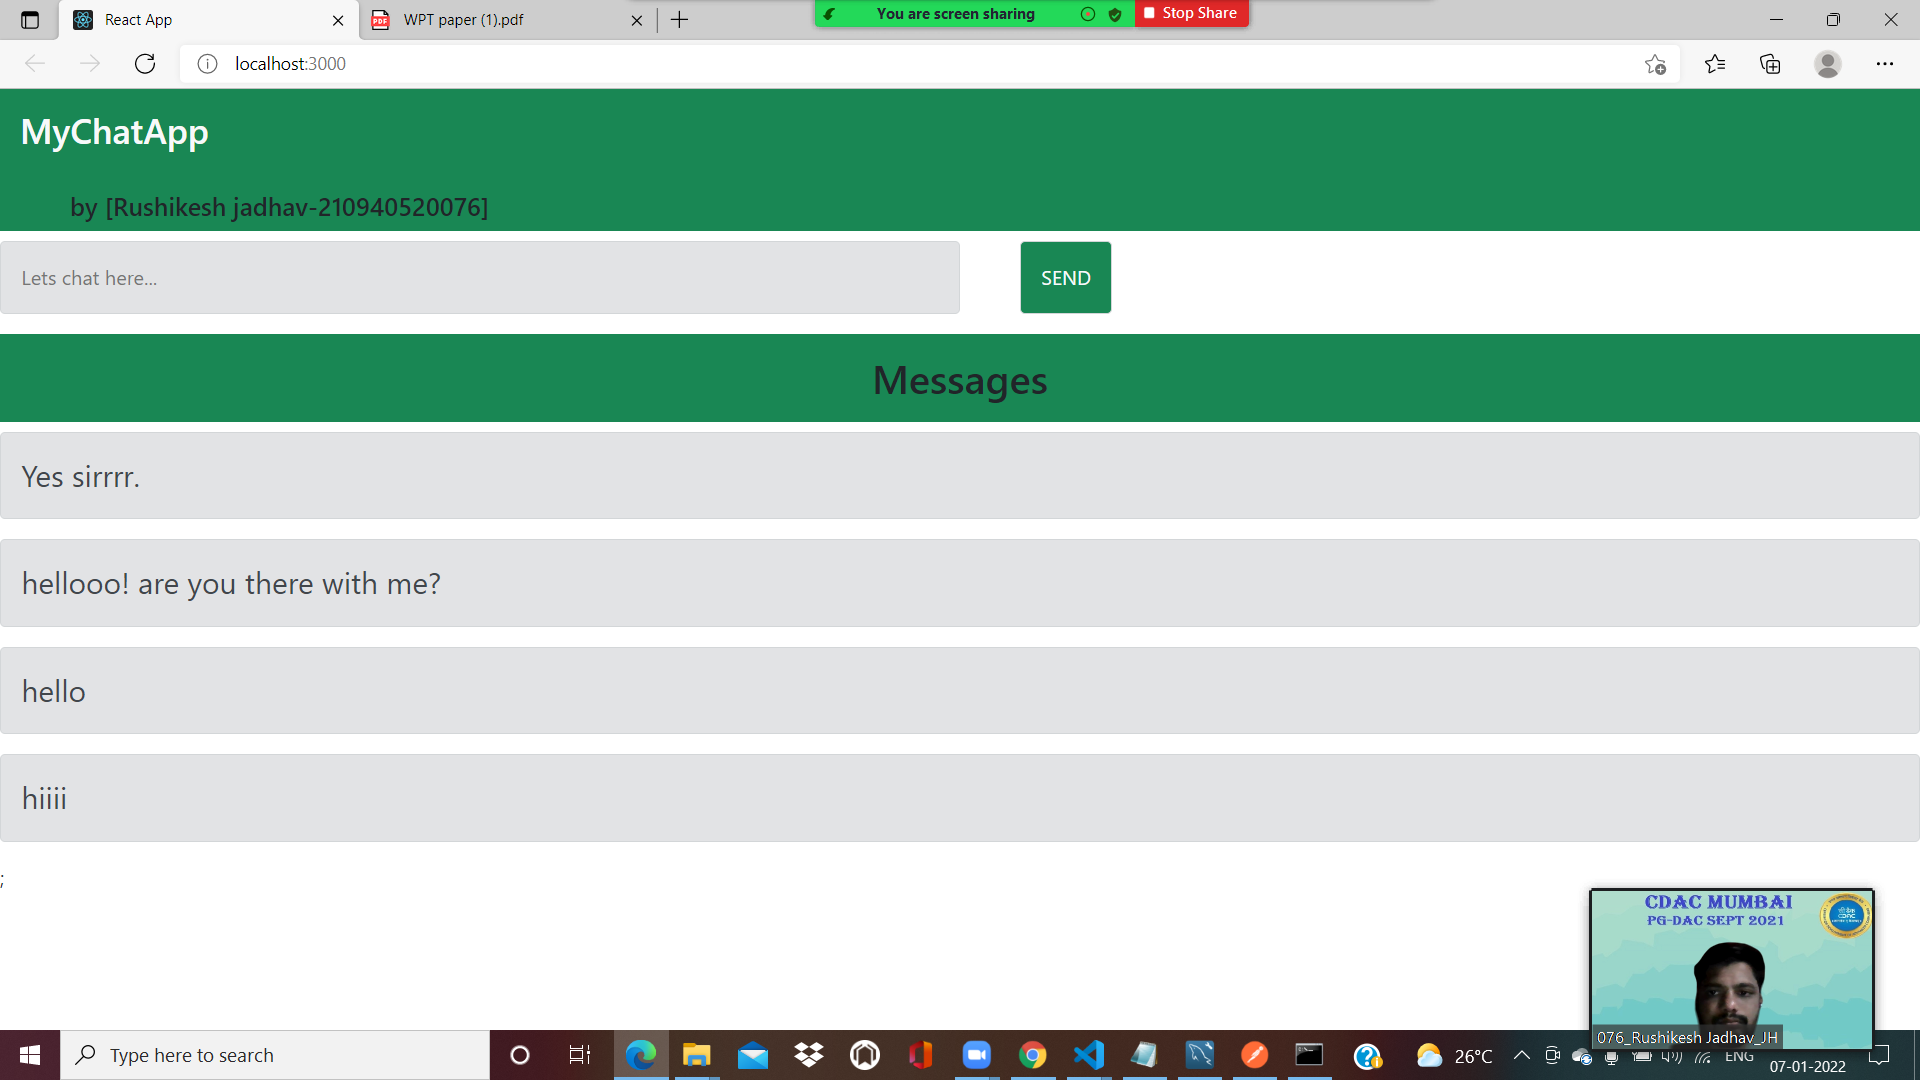 React App
WPT paper (1).pdf
You are screen sharing
Stop Share
localhost:3000
MyChatApp
by [Rushikesh jadhav-210940520076]
Lets chat here...
SEND
Messages
Yes sirrrr.
hellooo! are you there with me?
hello
hiiii
;
CDAC MUMBAI
PG-DAC SEPT 2021
076_Rushikesh Jadhav_JH
Type here to search
26°C
ENG
07-01-2022